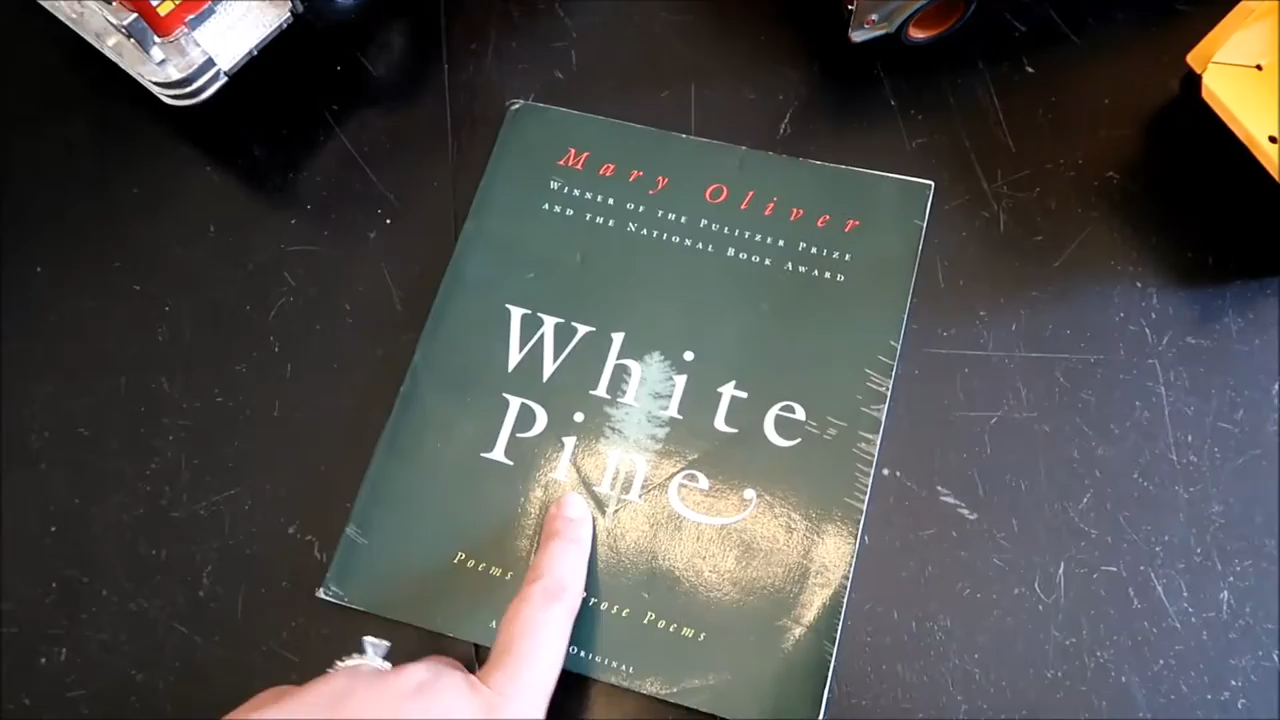 Mary Oliver
WINNER OF THE PULITZER PRIZE
AND THE NATIONAL BOOK AWARD
White
Pine
Poems prose Poems
A ORIGINAL